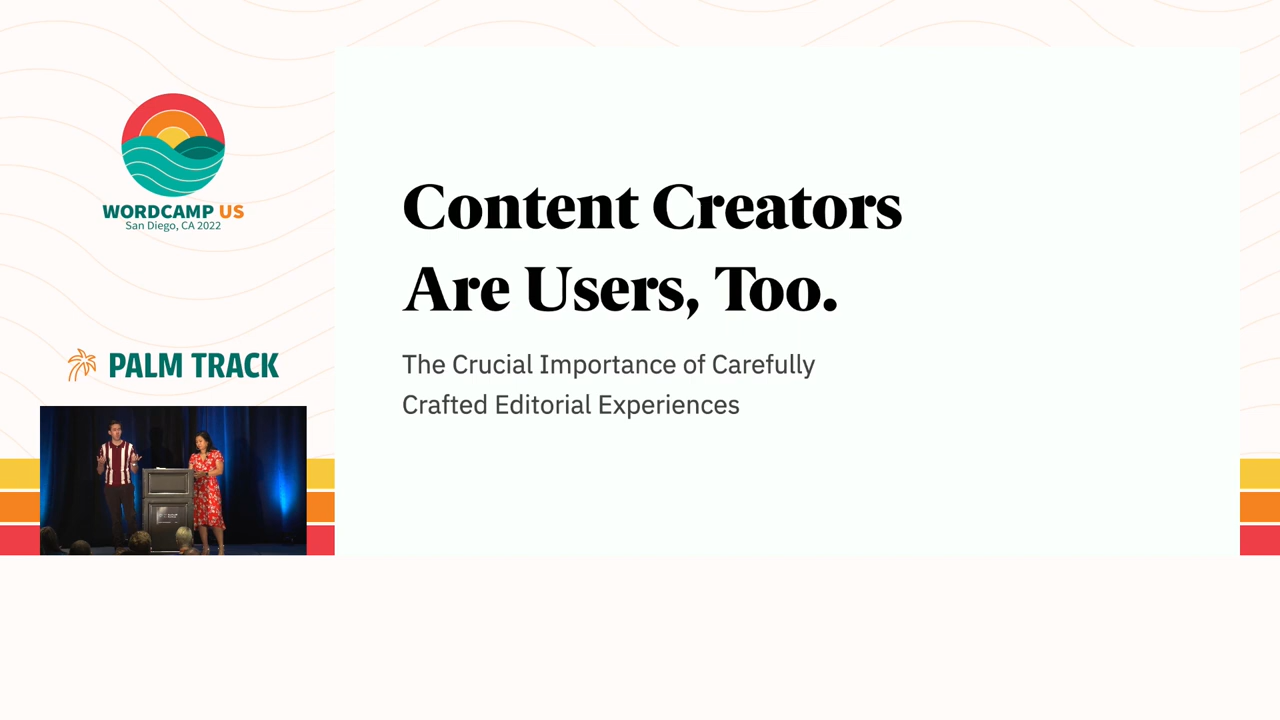 WORDCAMP US
San Diego, CA 2022
PALM TRACK
Content Creators
Are Users, Too.
The Crucial Importance of Carefully
Crafted Editorial Experiences